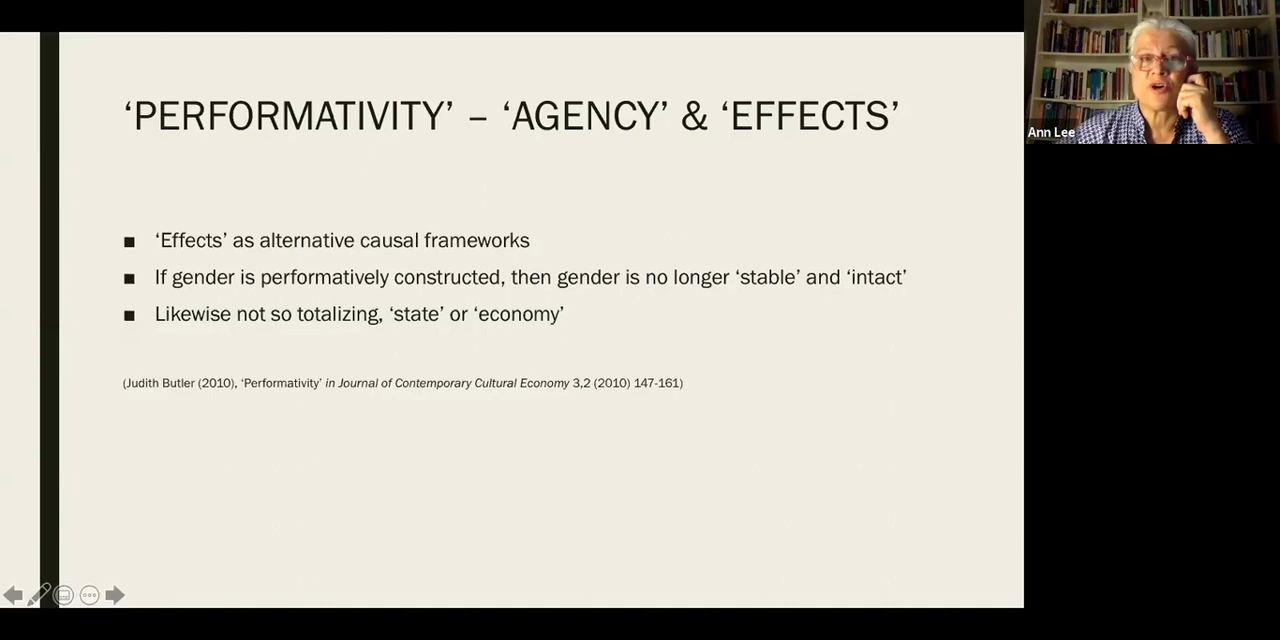 ‘PERFORMATIVITY’ – ‘AGENCY’ & ‘EFFECTS’
■ ‘Effects’ as alternative causal frameworks
■ If gender is performatively constructed, then gender is no longer ‘stable’ and ‘intact’
■ Likewise not so totalizing, ‘state’ or ‘economy’
(Judith Butler (2010), ‘Performativity’ in Journal of Contemporary Cultural Economy 3,2 (2010) 147-161)
Ann Lee